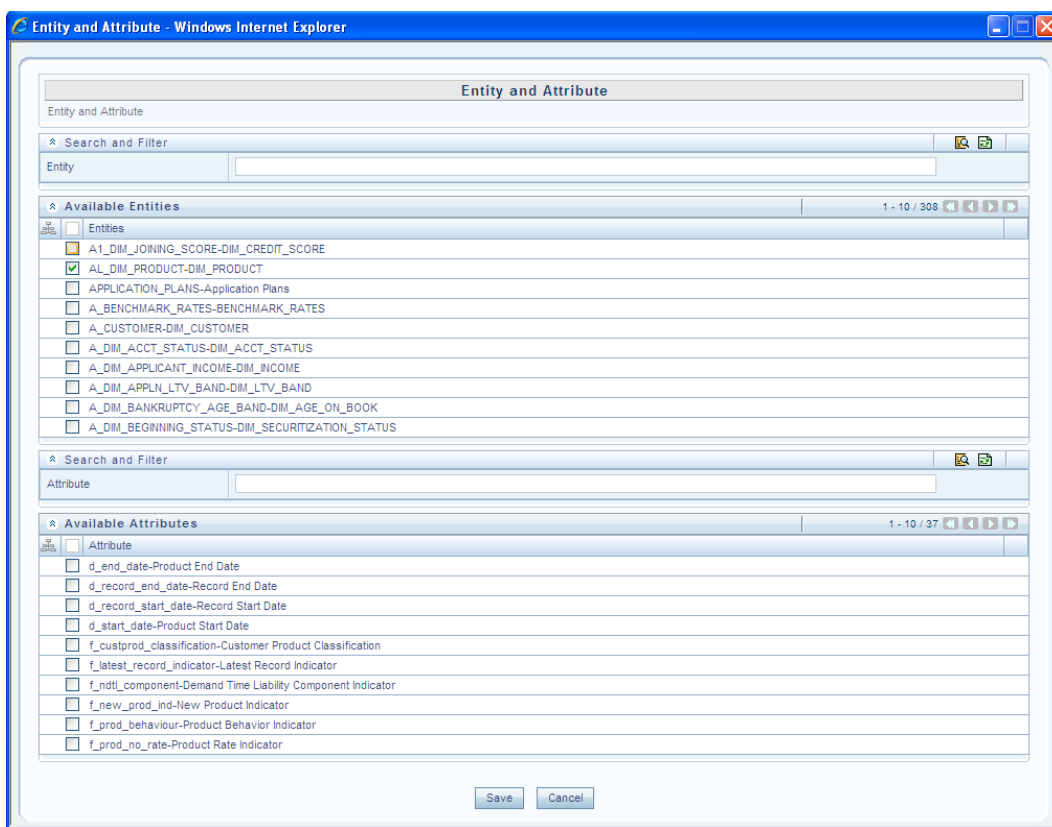 Entity and Attribute - Windows Internet Explorer
Entity and Attribute
Entity and Attribute
Search and Filter
Entity
Available Entities 1 - 10 / 308
Entities
A1_DIM_JOINING_SCORE-DIM_CREDIT_SCORE
AL_DIM_PRODUCT-DIM_PRODUCT
APPLICATION_PLANS-Application Plans
A_BENCHMARK_RATES-BENCHMARK_RATES
A_CUSTOMER-DIM_CUSTOMER
A_DIM_ACCT_STATUS-DIM_ACCT_STATUS
A_DIM_APPLICANT_INCOME-DIM_INCOME
A_DIM_APPLN_LTV_BAND-DIM_LTV_BAND
A_DIM_BANKRUPTCY_AGE_BAND-DIM_AGE_ON_BOOK
A_DIM_BEGINNING_STATUS-DIM_SECURITIZATION_STATUS
Search and Filter
Attribute
Available Attributes 1 - 10 / 37
Attribute
d_end_date-Product End Date
d_record_end_date-Record End Date
d_record_start_date-Record Start Date
d_start_date-Product Start Date
f_custprod_classification-Customer Product Classification
f_latest_record_indicator-Latest Record Indicator
f_ndtl_component-Demand Time Liability Component Indicator
f_new_prod_ind-New Product Indicator
f_prod_behaviour-Product Behavior Indicator
f_prod_no_rate-Product Rate Indicator
Save Cancel